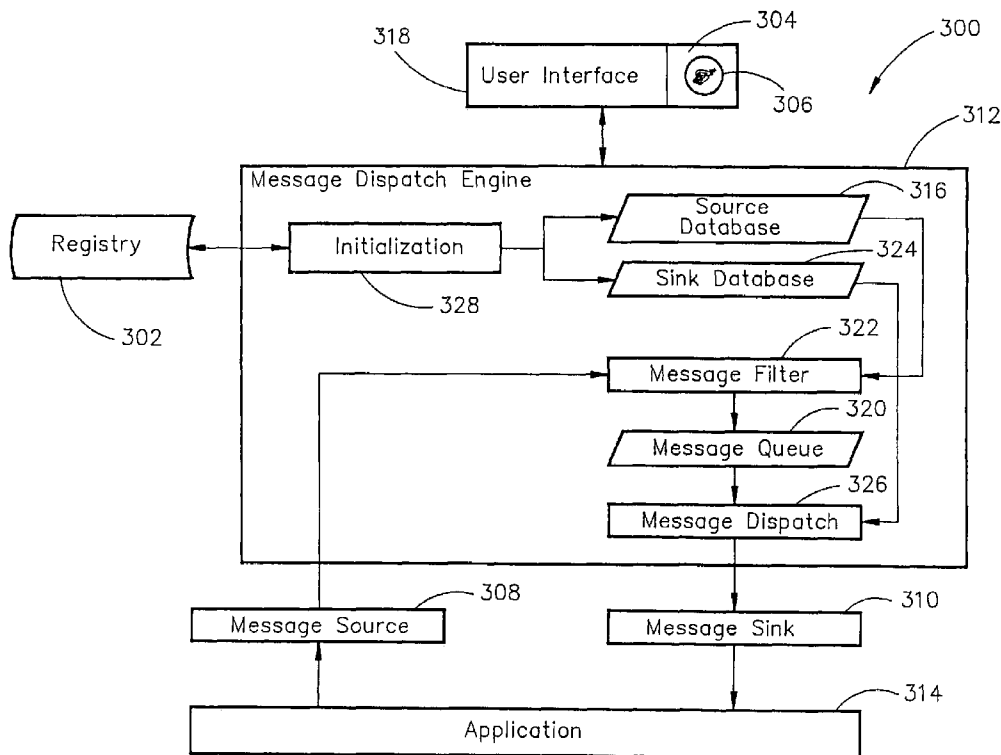 304
300
318
User Interface
306
312
Message Dispatch Engine
316
Source
Database
Registry
Initialization
324
Sink Database
328
302
322
Message Filter
320
Message Queue
326
Message Dispatch
308
310
Message Source
Message Sink
314
Application